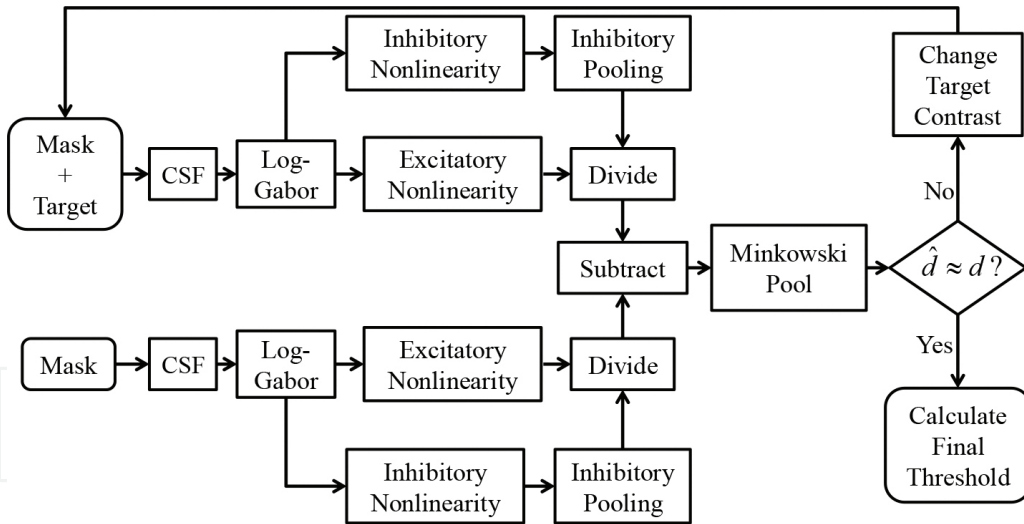 Inhibitory
Nonlinearity
Inhibitory
Pooling
Change
Target
Contrast
Mask
+
Target
CSF
Log-
Gabor
Excitatory
Nonlinearity
Divide
No
Subtract
Minkowski
Pool
d̂ ≈ d ?
Yes
Mask
CSF
Log-
Gabor
Excitatory
Nonlinearity
Divide
Calculate
Final
Threshold
Inhibitory
Nonlinearity
Inhibitory
Pooling